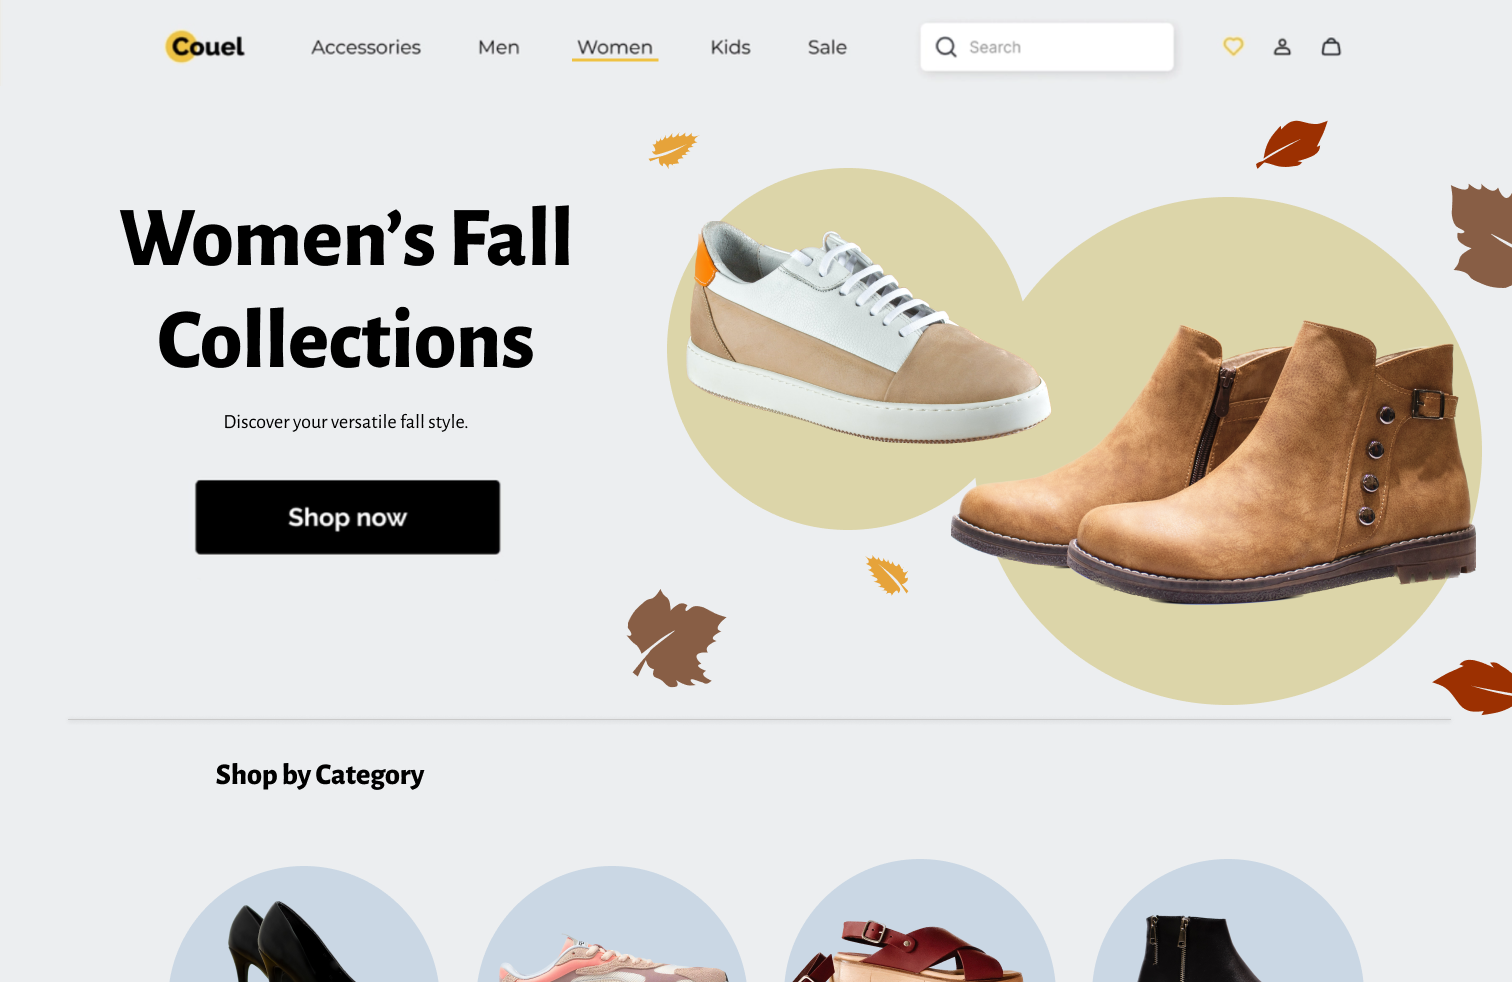 Couel
Accessories
Men
Women
Kids
Sale
Search
Women’s Fall
Collections
Discover your versatile fall style.
Shop now
Shop by Category